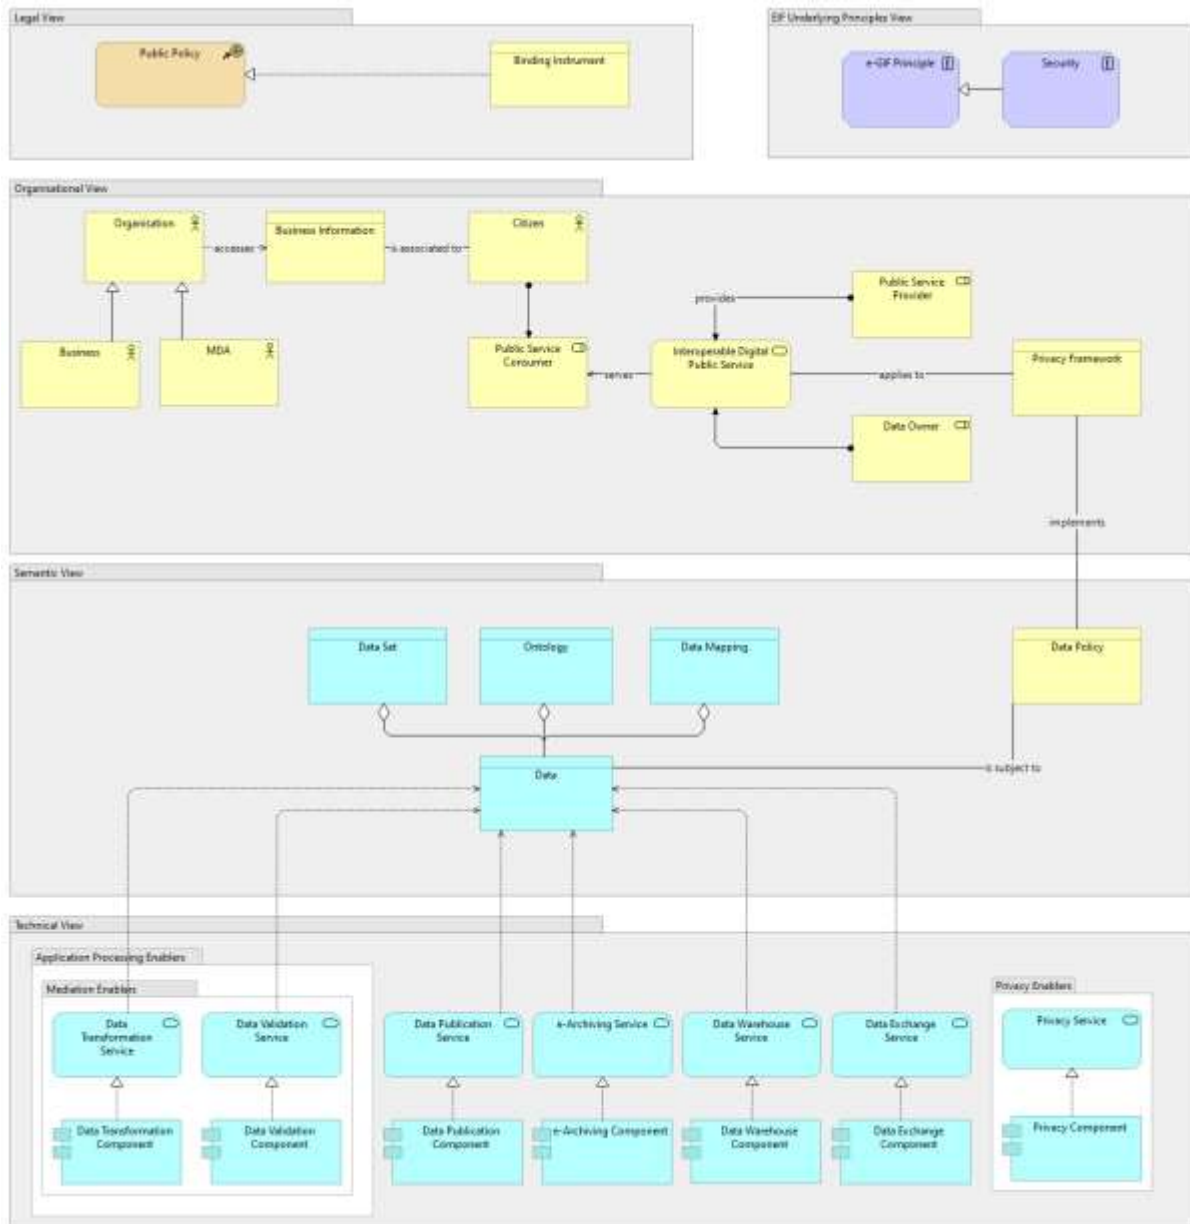 Legal View
Public Policy
Binding Instrument
EIF Underlying Principles View
e-GIF Principle
Security
Organisational View
Organisation
accesses
Business Information
is associated to
Citizen
Business
MDA
Public Service
Consumer
serves
Interoperable Digital
Public Service
provides
Public Service
Provider
applies to
Privacy framework
Data Owner
implements
Semantic View
Data Set
Ontology
Data Mapping
Data Policy
Data
is subject to
Technical View
Application Processing Enablers
Mediation Enablers
Data
Transformation
Service
Data Validation
Service
Data Publication
Service
e-Archiving Service
Data Warehouse
Service
Data Exchange
Service
Privacy Enablers
Privacy Service
Data Transformation
Component
Data Validation
Component
Data Publication
Component
e-Archiving Component
Data Warehouse
Component
Data Exchange
Component
Privacy Component